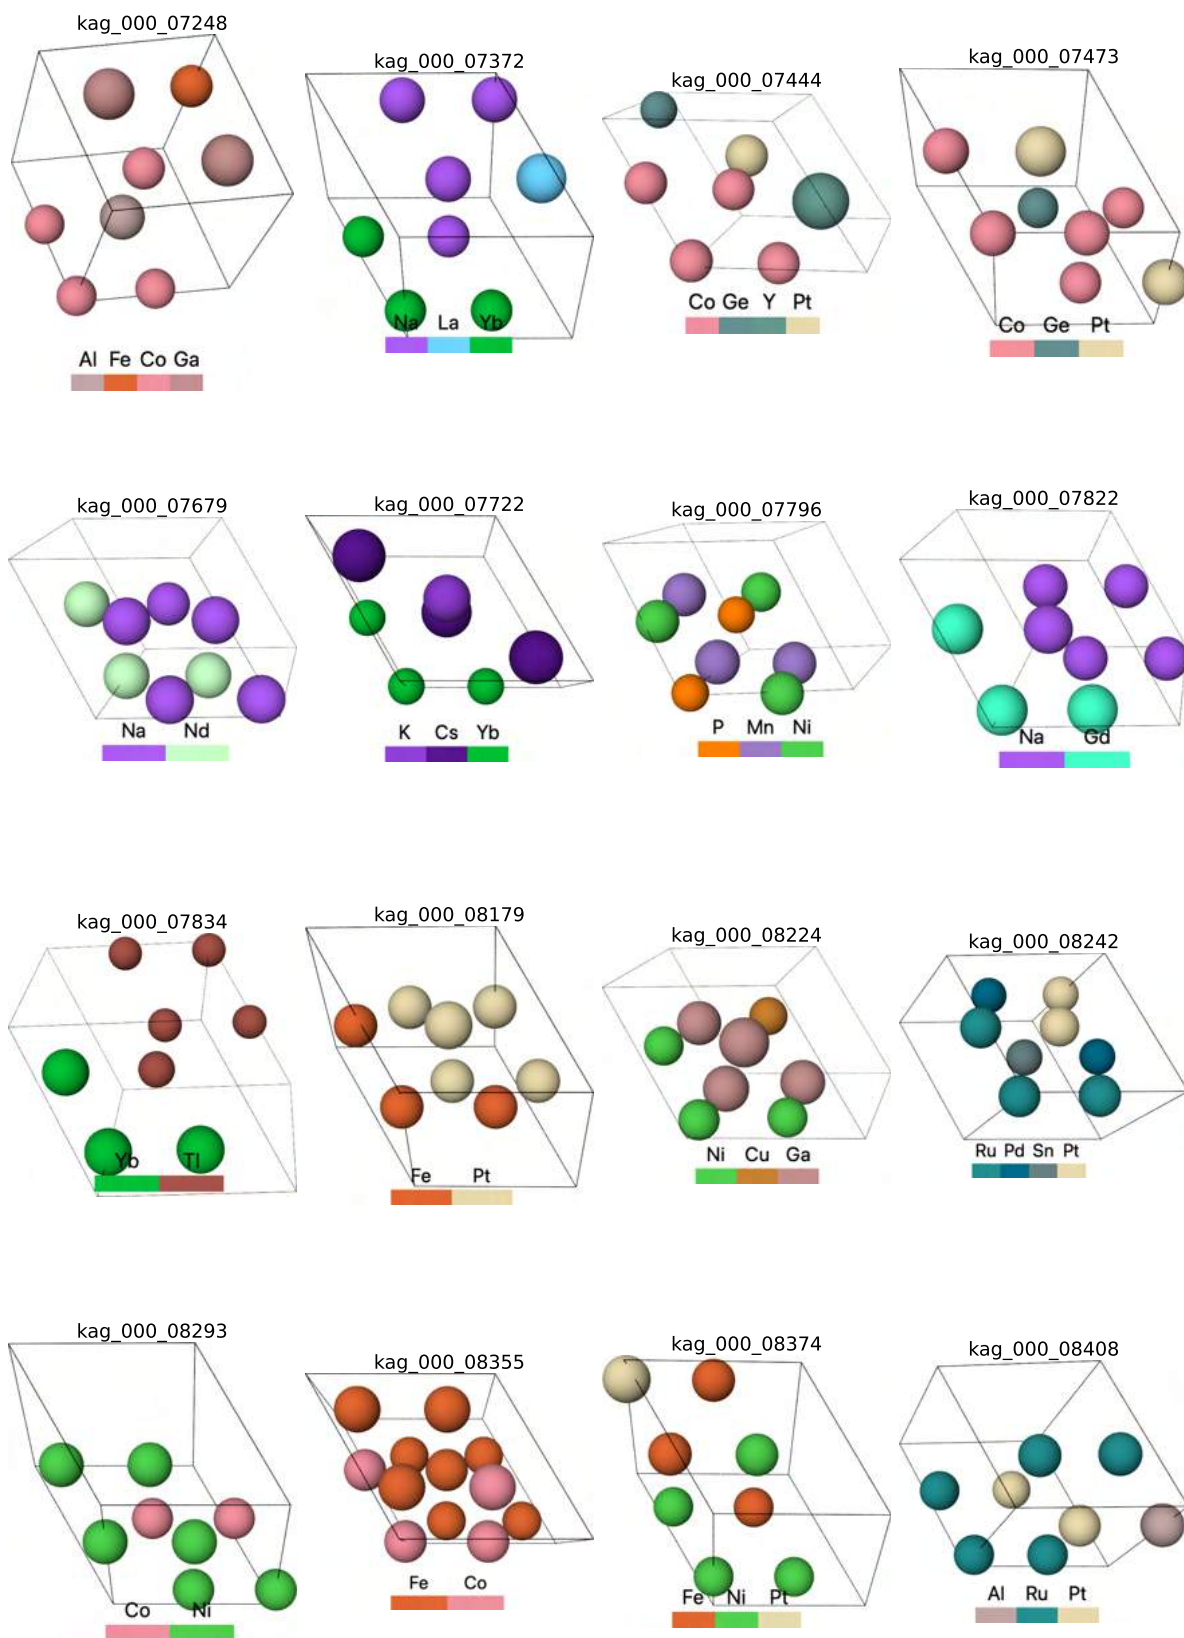 kag_000_07248
kag_000_07372
kag_000_07444
kag_000_07473
Al Fe Co Ga
Na La Yb
Co Ge Y Pt
Co Ge Pt
kag_000_07679
kag_000_07722
kag_000_07796
kag_000_07822
Na Nd
K Cs Yb
P Mn Ni
Na Gd
kag_000_07834
kag_000_08179
kag_000_08224
kag_000_08242
Yb Tl
Fe Pt
Ni Cu Ga
Ru Pd Sn Pt
kag_000_08293
kag_000_08355
kag_000_08374
kag_000_08408
Co Ni
Fe Co
Fe Ni Pt
Al Ru Pt